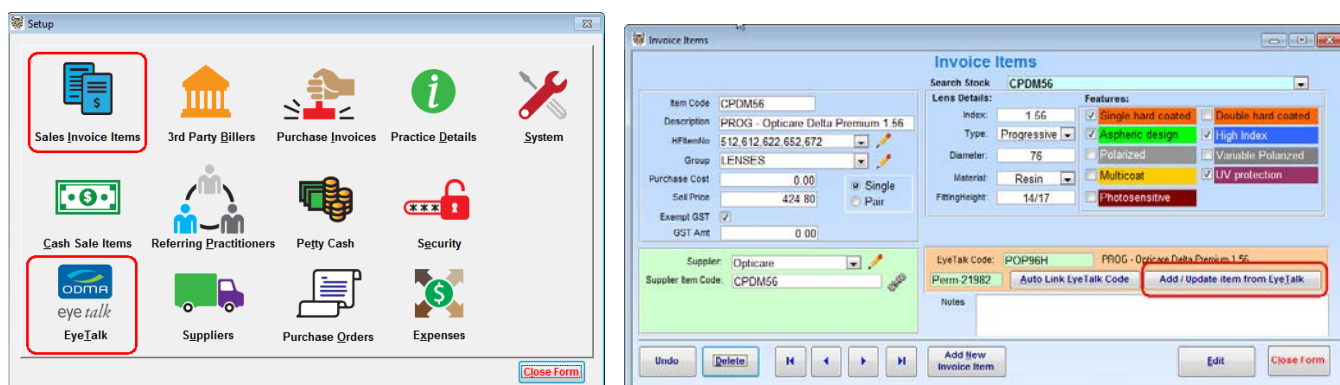 Setup
Sales Invoice Items
3rd Party Billers
Purchase Invoices
Practice Details
System
Cash Sale Items
Referring Practitioners
Petty Cash
Security
ODMA
eye talk
EyeTalk
Suppliers
Purchase Orders
Expenses
Close Form
Invoice Items
Invoice Items
Search Stock CPDM56
Item Code CPDM56
Description PROG - Opticare Delta Premium 1.56
HFItemNo 512,612,622,652,672
Group LENSES
Purchase Cost 0.00
Sell Price 424.80
Single
Pair
Exempt GST
GST Amt 0.00
Lens Details:
Index: 1.56
Type: Progressive
Diameter: 76
Material: Resin
FittingHeight: 14/17
Features:
Single hard coated Double hard coated
Aspheric design High Index
Polarized Variable Polarized
Multicoat UV protection
Photosensitive
Supplier: Opticare
Supplier Item Code: CPDM56
EyeTalk Code: POP96H PROG - Opticare Delta Premium 1.56
Perm-21982 Auto Link EyeTalk Code Add / Update item from EyeTalk
Notes
Undo Delete Add New Invoice Item Edit Close Form